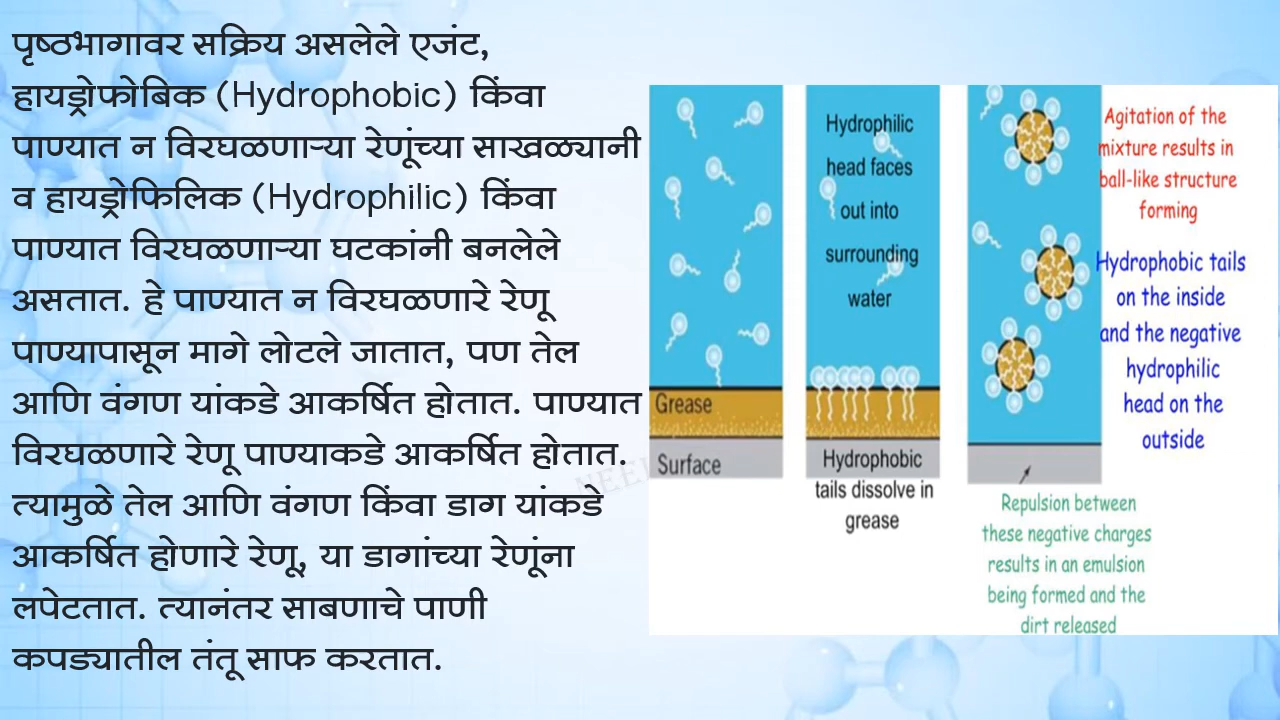 पृष्ठभागावर सक्रिय असलेले एजंट,
हायड्रोफोबिक (Hydrophobic) किंवा
पाण्यात न विरघळणाऱ्या रेणूंच्या साखळ्यानी
व हायड्रोफिलिक (Hydrophilic) किंवा
पाण्यात विरघळणाऱ्या घटकांनी बनलेले
असतात. हे पाण्यात न विरघळणारे रेणू
पाण्यापासून मागे लोटले जातात, पण तेल
आणि वंगण यांकडे आकर्षित होतात. पाण्यात
विरघळणारे रेणू पाण्याकडे आकर्षित होतात.
त्यामुळे तेल आणि वंगण किंवा डाग यांकडे
आकर्षित होणारे रेणू, या डागांच्या रेणूंना
लपेटतात. त्यानंतर साबणाचे पाणी
कपड्यातील तंतू साफ करतात.
Grease
Surface
Hydrophilic
head faces
out into
surrounding
water
Hydrophobic
tails dissolve in
grease
Agitation of the
mixture results in
ball-like structure
forming
Hydrophobic tails
on the inside
and the negative
hydrophilic
head on the
outside
Repulsion between
these negative charges
results in an emulsion
being formed and the
dirt released